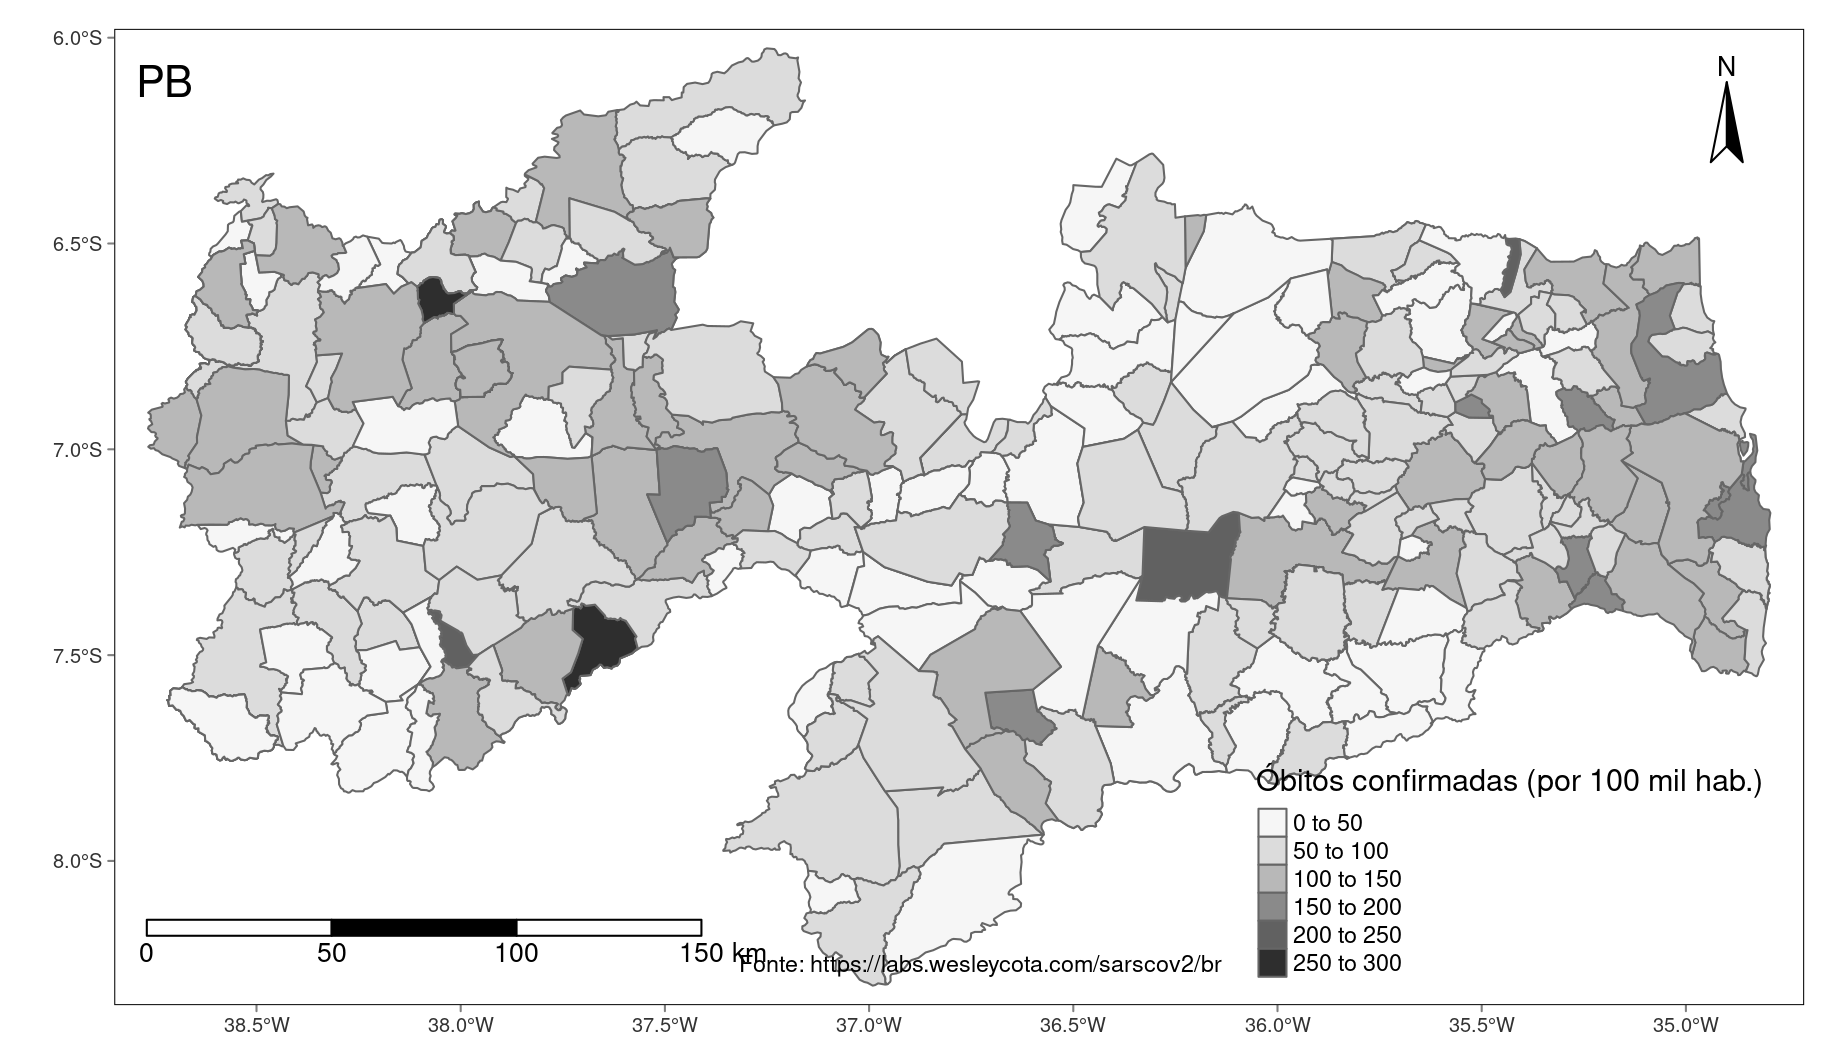 6.0°S
PB
N
6.5°S
7.0°S
7.5°S
8.0°S
Óbitos confirmadas (por 100 mil hab.)
0 to 50
50 to 100
100 to 150
150 to 200
200 to 250
250 to 300
0 50 100 150 km
Fonte: https://labs.wesleycota.com/sarscov2/br
38.5°W 38.0°W 37.5°W 37.0°W 36.5°W 36.0°W 35.5°W 35.0°W